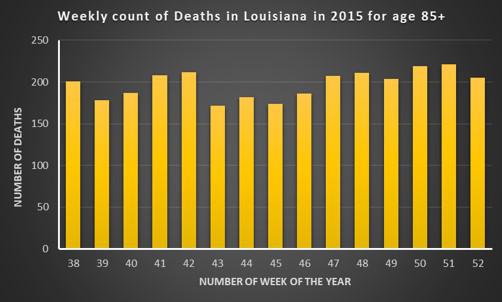 Weekly count of Deaths in Louisiana in 2015 for age 85+
250
200
150
100
50
0
NUMBER OF DEATHS
38 39 40 41 42 43 44 45 46 47 48 49 50 51 52
NUMBER OF WEEK OF THE YEAR